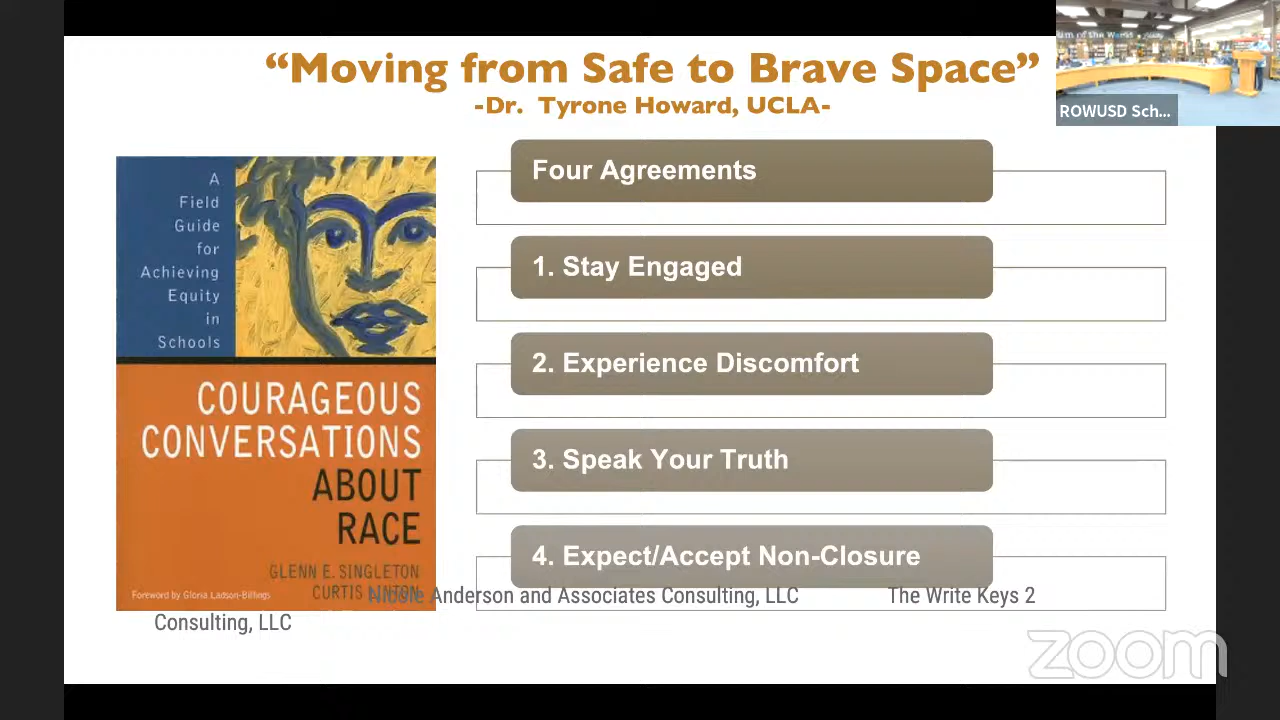 “Moving from Safe to Brave Space”
-Dr. Tyrone Howard, UCLA-
ROWUSD Sch...
A
Field
Guide
for
Achieving
Equity
in
Schools
COURAGEOUS
CONVERSATIONS
ABOUT
RACE
GLENN E. SINGLETON
CURTIS LINTON
Foreword by Gloria Ladson-Billings
Four Agreements
1. Stay Engaged
2. Experience Discomfort
3. Speak Your Truth
4. Expect/Accept Non-Closure
Nicole Anderson and Associates Consulting, LLC The Write Keys 2
Consulting, LLC
zoom